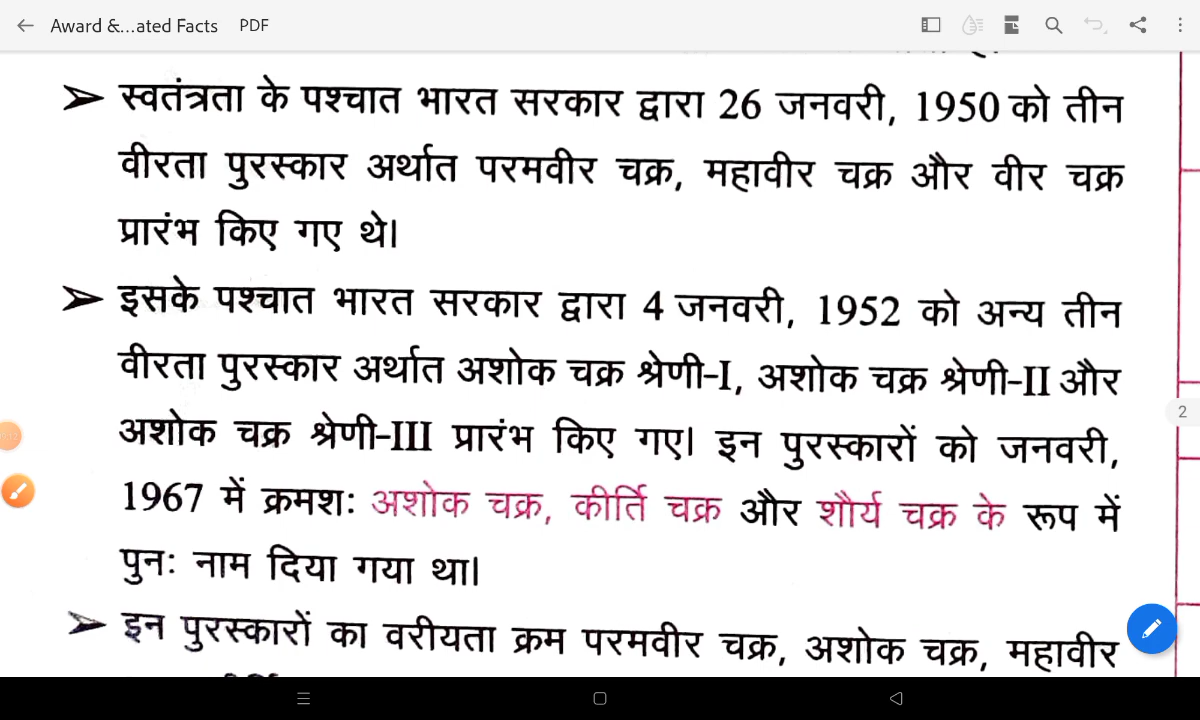 Award &...ated Facts PDF
स्वतंत्रता के पश्चात भारत सरकार द्वारा 26 जनवरी, 1950 को तीन
वीरता पुरस्कार अर्थात परमवीर चक्र, महावीर चक्र और वीर चक्र
प्रारंभ किए गए थे।
इसके पश्चात भारत सरकार द्वारा 4 जनवरी, 1952 को अन्य तीन
वीरता पुरस्कार अर्थात अशोक चक्र श्रेणी-I, अशोक चक्र श्रेणी-II और
अशोक चक्र श्रेणी-III प्रारंभ किए गए। इन पुरस्कारों को जनवरी,
2
1967 में क्रमशः अशोक चक्र, कीर्ति चक्र और शौर्य चक्र के रूप में
पुनः नाम दिया गया था।
इन पुरस्कारों का वरीयता क्रम परमवीर चक्र, अशोक चक्र, महावीर